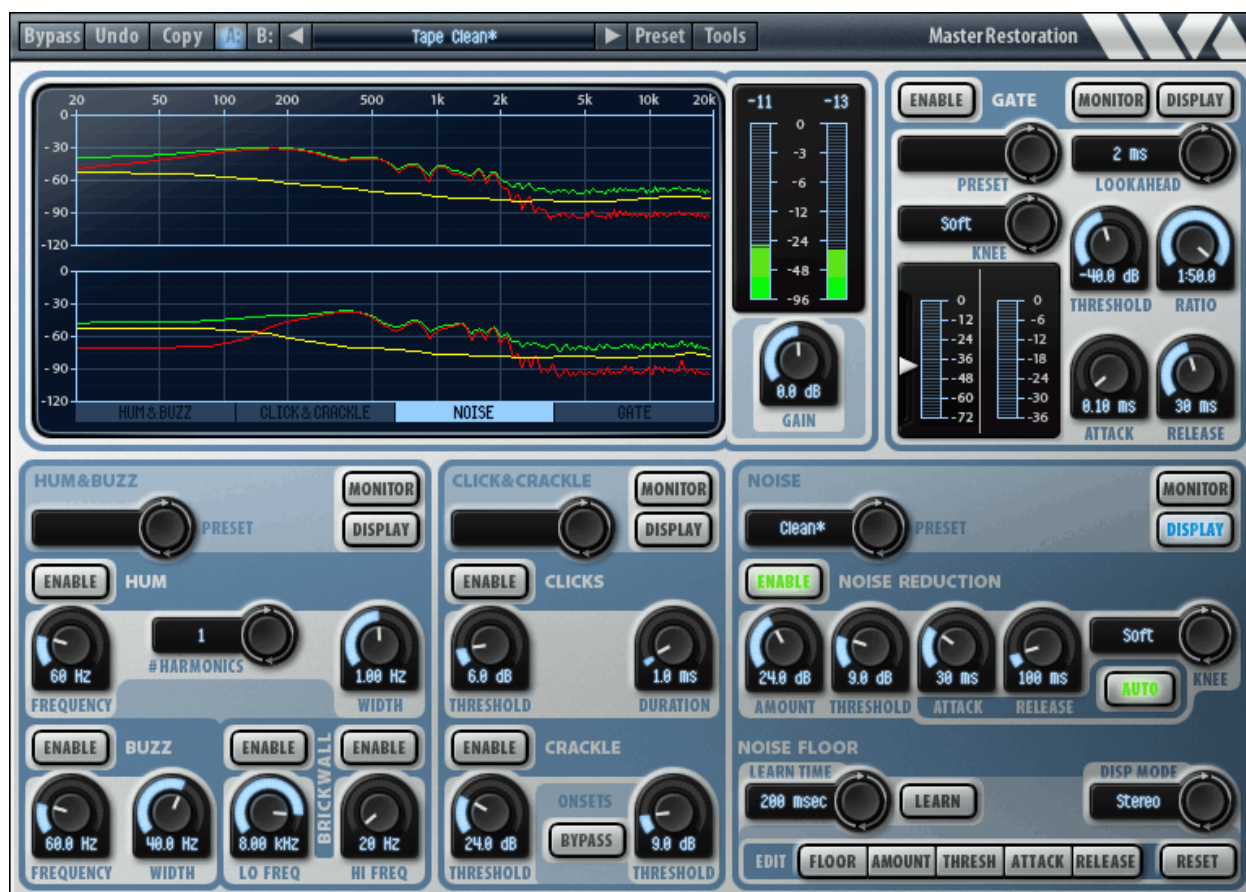 Bypass Undo Copy A: B: Tape Clean* Preset Tools MasterRestoration
20 50 100 200 500 1k 2k 5k 10k 20k
0
-30
-60
-90
-120
0
-30
-60
-90
-120
HUM&BUZZ CLICK&CRACKLE NOISE GATE
-11 -13
0
-3
-6
-12
-24
-48
-96
0.0 dB
GAIN
ENABLE GATE MONITOR DISPLAY
2 ms
PRESET LOOKAHEAD
Soft
KNEE
-40.0 dB 1:50.0
THRESHOLD RATIO
0 0
-12 -6
-24 -12
-36 -18
-48 -24
-60 -30
-72 -36
0.10 ms 30 ms
ATTACK RELEASE
HUM&BUZZ
MONITOR
PRESET
DISPLAY
ENABLE HUM
60 Hz 1 1.00 Hz
FREQUENCY #HARMONICS WIDTH
ENABLE BUZZ
60.0 Hz 40.0 Hz
FREQUENCY WIDTH
ENABLE BRICKWALL ENABLE
8.00 kHz 20 Hz
LO FREQ HI FREQ
CLICK&CRACKLE
MONITOR
DISPLAY
ENABLE CLICKS
6.0 dB 1.0 ms
THRESHOLD DURATION
ENABLE CRACKLE
ONSETS
BYPASS
24.0 dB 9.0 dB
THRESHOLD THRESHOLD
NOISE
MONITOR
Clean* PRESET
DISPLAY
ENABLE NOISE REDUCTION
24.0 dB 9.0 dB 30 ms 100 ms Soft
AMOUNT THRESHOLD ATTACK RELEASE AUTO KNEE
NOISE FLOOR
LEARN TIME DISP MODE
200 msec LEARN Stereo
EDIT FLOOR AMOUNT THRESH ATTACK RELEASE RESET